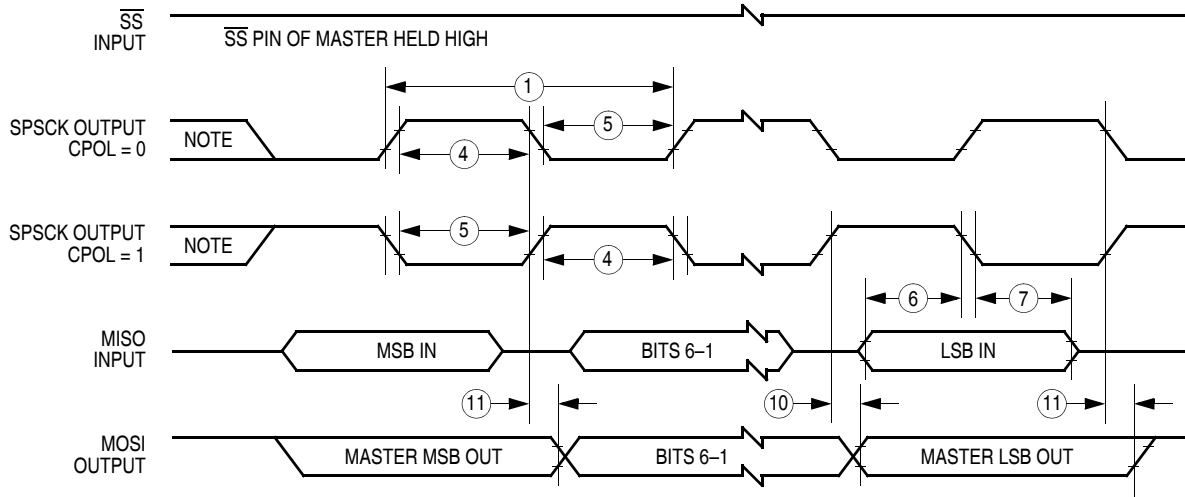 SS
INPUT
SS PIN OF MASTER HELD HIGH
1
SPSCK OUTPUT
CPOL = 0
NOTE
5
4
SPSCK OUTPUT
CPOL = 1
NOTE
5
4
6
7
MISO
INPUT
MSB IN
BITS 6–1
LSB IN
11
10
11
MOSI
OUTPUT
MASTER MSB OUT
BITS 6–1
MASTER LSB OUT